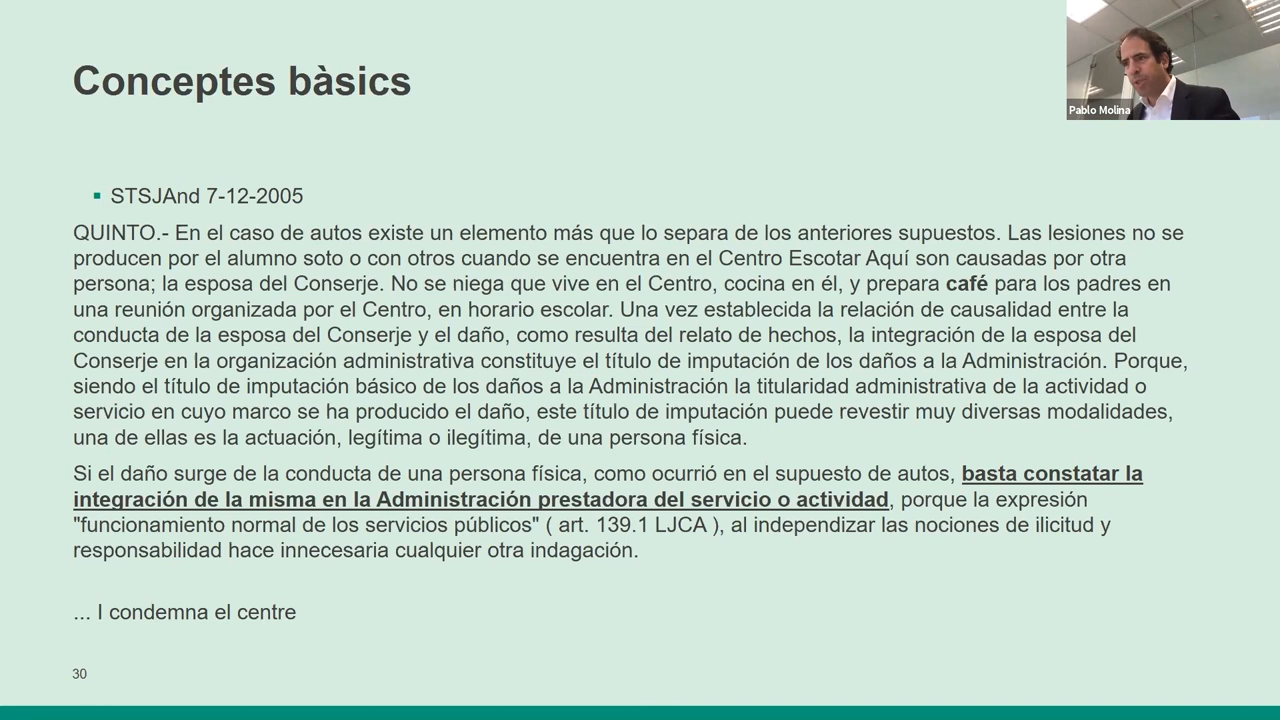 Conceptes bàsics
Pablo Molina
▪ STSJAnd 7-12-2005
QUINTO.- En el caso de autos existe un elemento más que lo separa de los anteriores supuestos. Las lesiones no se
producen por el alumno soto o con otros cuando se encuentra en el Centro Escotar Aquí son causadas por otra
persona; la esposa del Conserje. No se niega que vive en el Centro, cocina en él, y prepara café para los padres en
una reunión organizada por el Centro, en horario escolar. Una vez establecida la relación de causalidad entre la
conducta de la esposa del Conserje y el daño, como resulta del relato de hechos, la integración de la esposa del
Conserje en la organización administrativa constituye el título de imputación de los daños a la Administración. Porque,
siendo el título de imputación básico de los daños a la Administración la titularidad administrativa de la actividad o
servicio en cuyo marco se ha producido el daño, este título de imputación puede revestir muy diversas modalidades,
una de ellas es la actuación, legítima o ilegítima, de una persona física.
Si el daño surge de la conducta de una persona física, como ocurrió en el supuesto de autos, basta constatar la
integración de la misma en la Administración prestadora del servicio o actividad, porque la expresión
"funcionamiento normal de los servicios públicos" ( art. 139.1 LJCA ), al independizar las nociones de ilicitud y
responsabilidad hace innecesaria cualquier otra indagación.
... I condemna el centre
30